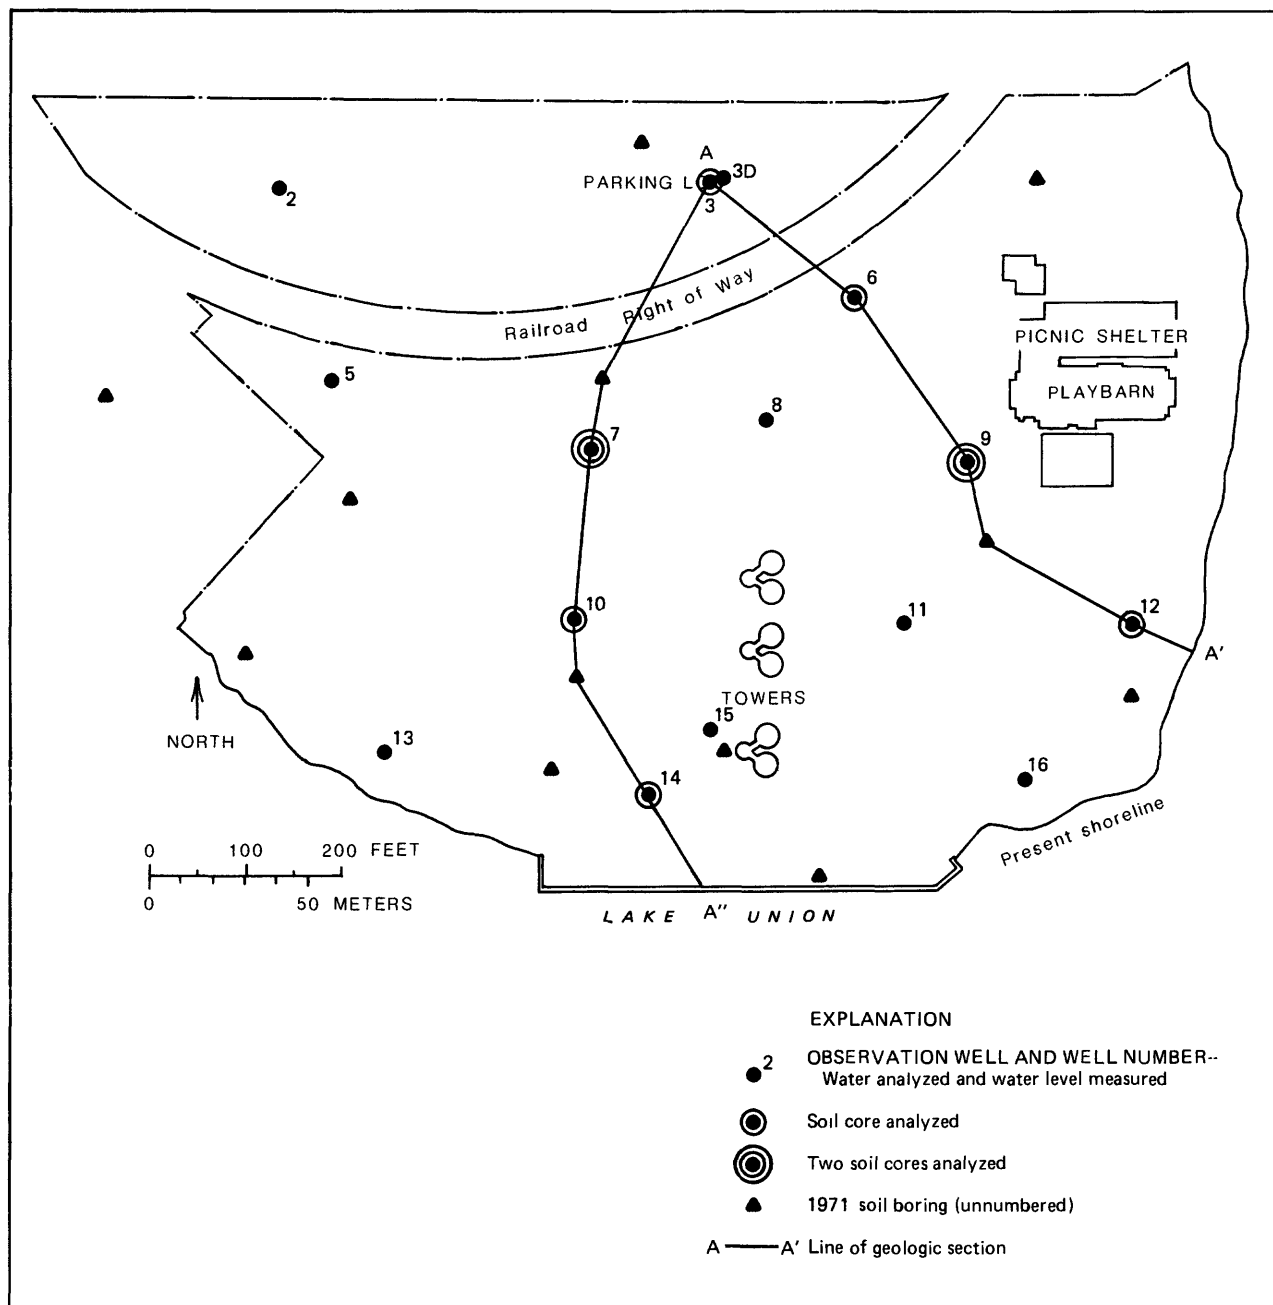 A
3D
PARKING L
3
2
6
Railroad Right of Way
PICNIC SHELTER
PLAYBARN
5
8
7
9
10
11
12
A'
TOWERS
15
NORTH
13
14
16
Present shoreline
0 100 200 FEET
0 50 METERS
LAKE A'' UNION
EXPLANATION
2 OBSERVATION WELL AND WELL NUMBER--
Water analyzed and water level measured
Soil core analyzed
Two soil cores analyzed
1971 soil boring (unnumbered)
A A' Line of geologic section